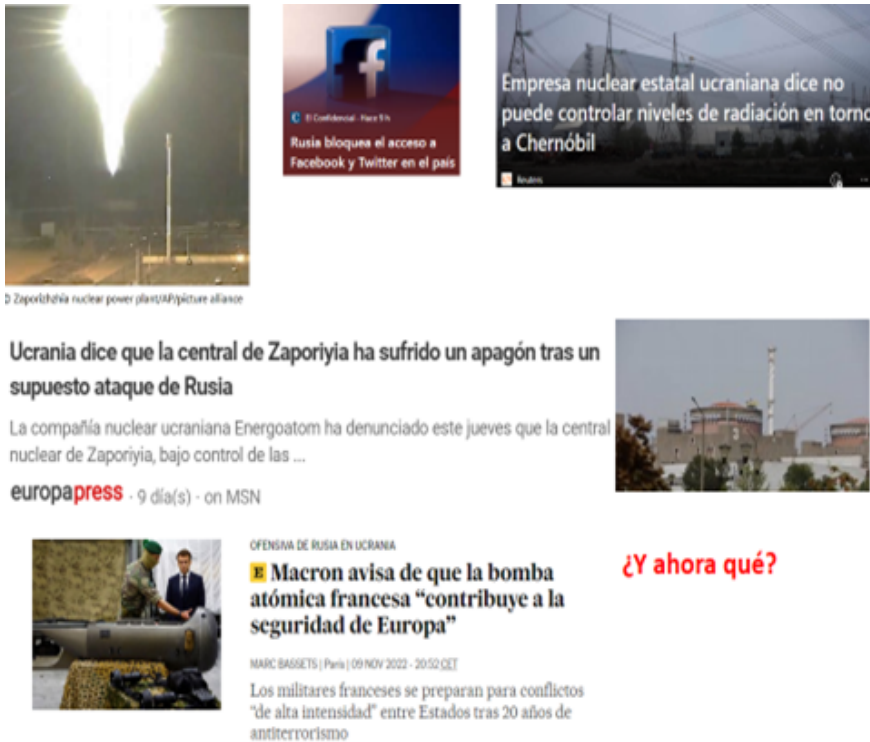 © Zaporizhzhia nuclear power plant/AP/picture alliance
El Confidencial - Hace 9 h
Rusia bloquea el acceso a
Facebook y Twitter en el país
Empresa nuclear estatal ucraniana dice no
puede controlar niveles de radiación en torno
a Chernóbil
Reuters
Ucrania dice que la central de Zaporiyia ha sufrido un apagón tras un
supuesto ataque de Rusia
La compañía nuclear ucraniana Energoatom ha denunciado este jueves que la central
nuclear de Zaporiyia, bajo control de las ...
europapress · 9 día(s) · on MSN
OFENSIVA DE RUSIA EN UCRANIA
E Macron avisa de que la bomba
atómica francesa “contribuye a la
seguridad de Europa”
MARC BASSETS | París | 09 NOV 2022 - 20:52 CET
Los militares franceses se preparan para conflictos
“de alta intensidad” entre Estados tras 20 años de
antiterrorismo
¿Y ahora qué?